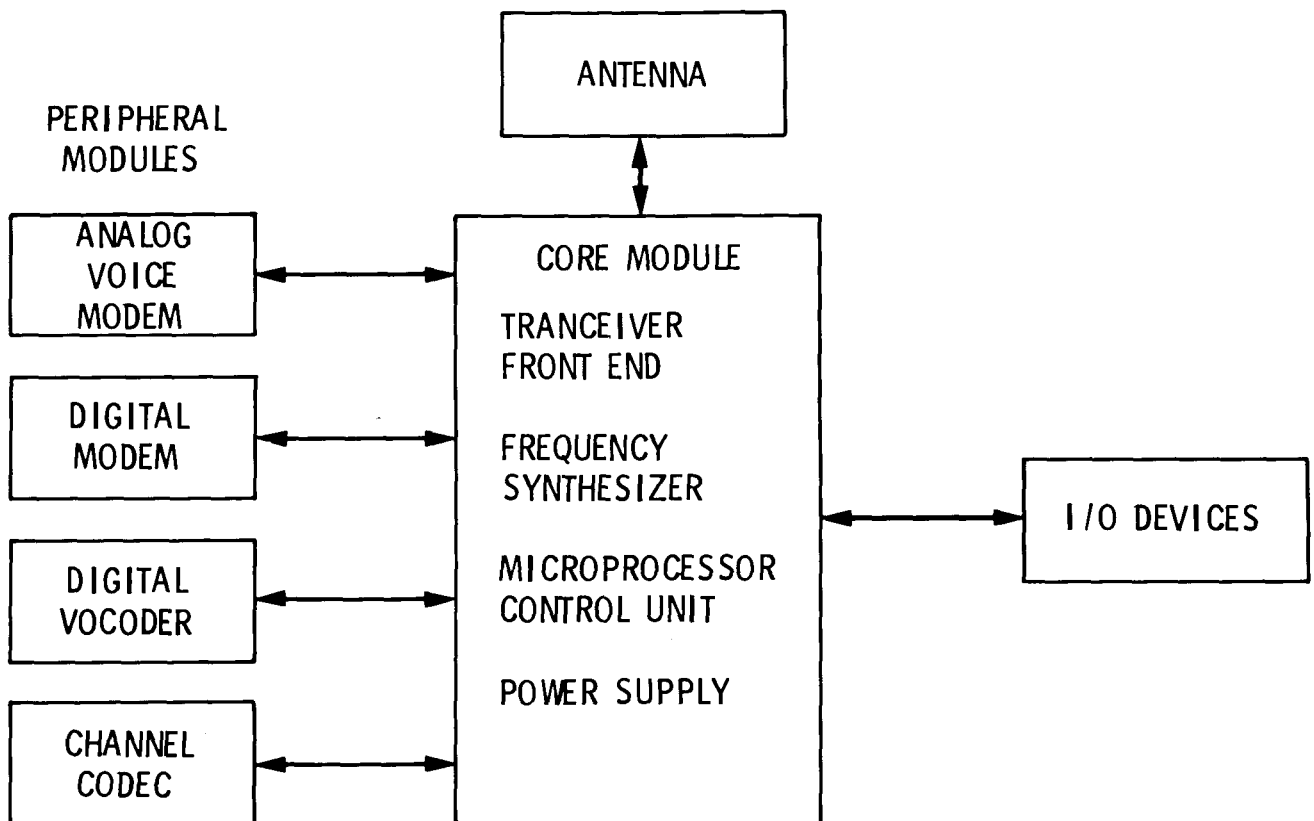 ANTENNA
PERIPHERAL
MODULES
ANALOG
VOICE
MODEM
DIGITAL
MODEM
DIGITAL
VOCODER
CHANNEL
CODEC
CORE MODULE
TRANCEIVER
FRONT END
FREQUENCY
SYNTHESIZER
MICROPROCESSOR
CONTROL UNIT
POWER SUPPLY
I/O DEVICES